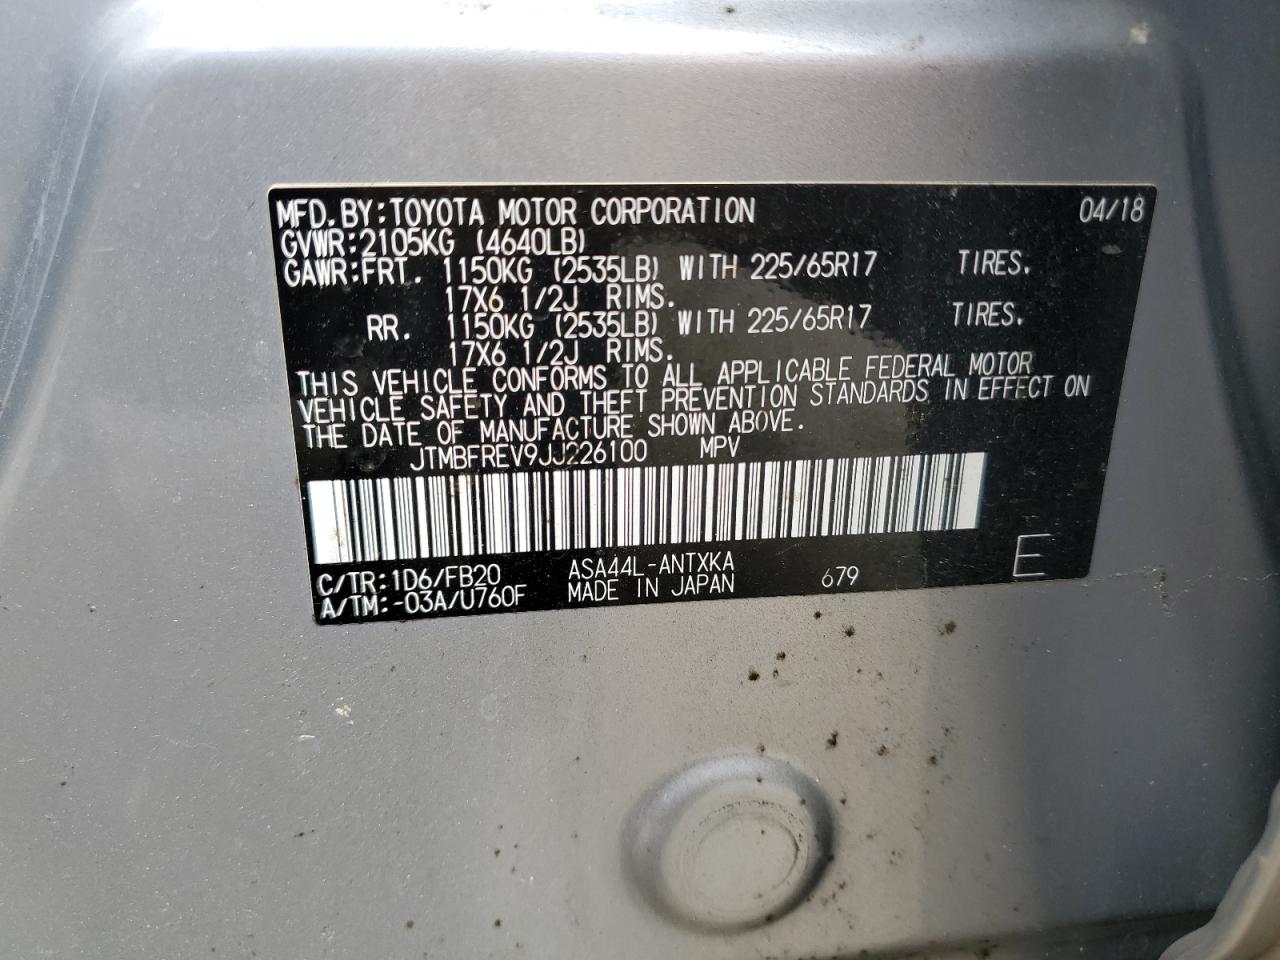 MFD.BY:TOYOTA MOTOR CORPORATION 04/18
GVWR:2105KG (4640LB)
GAWR:FRT. 1150KG (2535LB) WITH 225/65R17 TIRES.
17X6 1/2J RIMS.
RR. 1150KG (2535LB) WITH 225/65R17 TIRES.
17X6 1/2J RIMS.
THIS VEHICLE CONFORMS TO ALL APPLICABLE FEDERAL MOTOR
VEHICLE SAFETY AND THEFT PREVENTION STANDARDS IN EFFECT ON
THE DATE OF MANUFACTURE SHOWN ABOVE.
JTMBFREV9JJ226100 MPV
C/TR:1D6/FB20 ASA44L-ANTXKA
A/TM:-03A/U760F MADE IN JAPAN 679 E